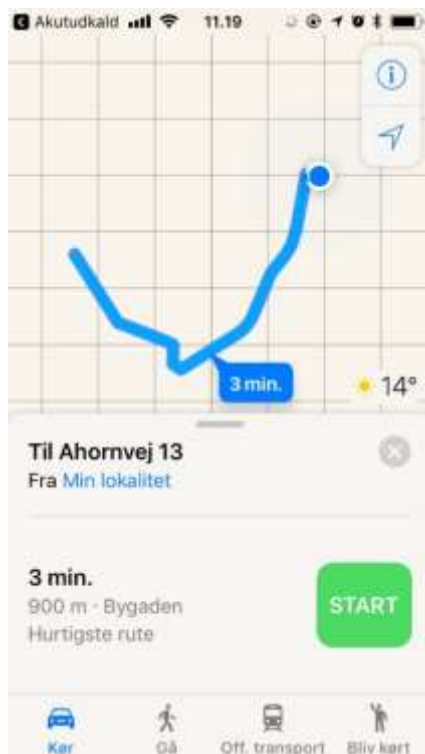 Akutudkald 11.19
3 min.
14°
Til Ahornvej 13
Fra Min lokalitet
3 min.
900 m · Bygaden
Hurtigste rute
START
Kør Gå Off. transport Bliv kørt